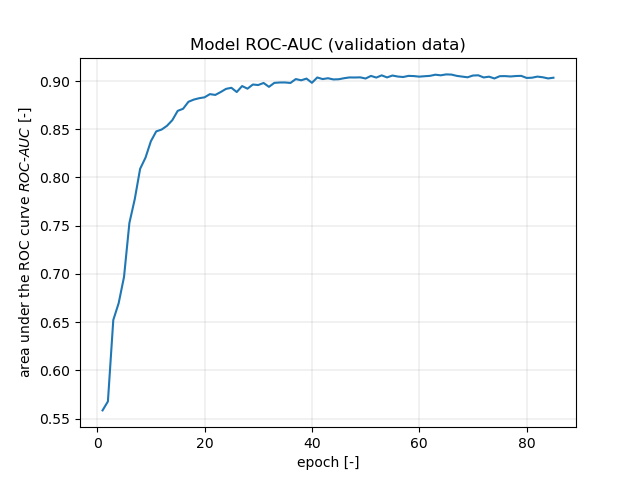 Model ROC-AUC (validation data)
area under the ROC curve ROC-AUC [-]
0.90
0.85
0.80
0.75
0.70
0.65
0.60
0.55
0 20 40 60 80
epoch [-]